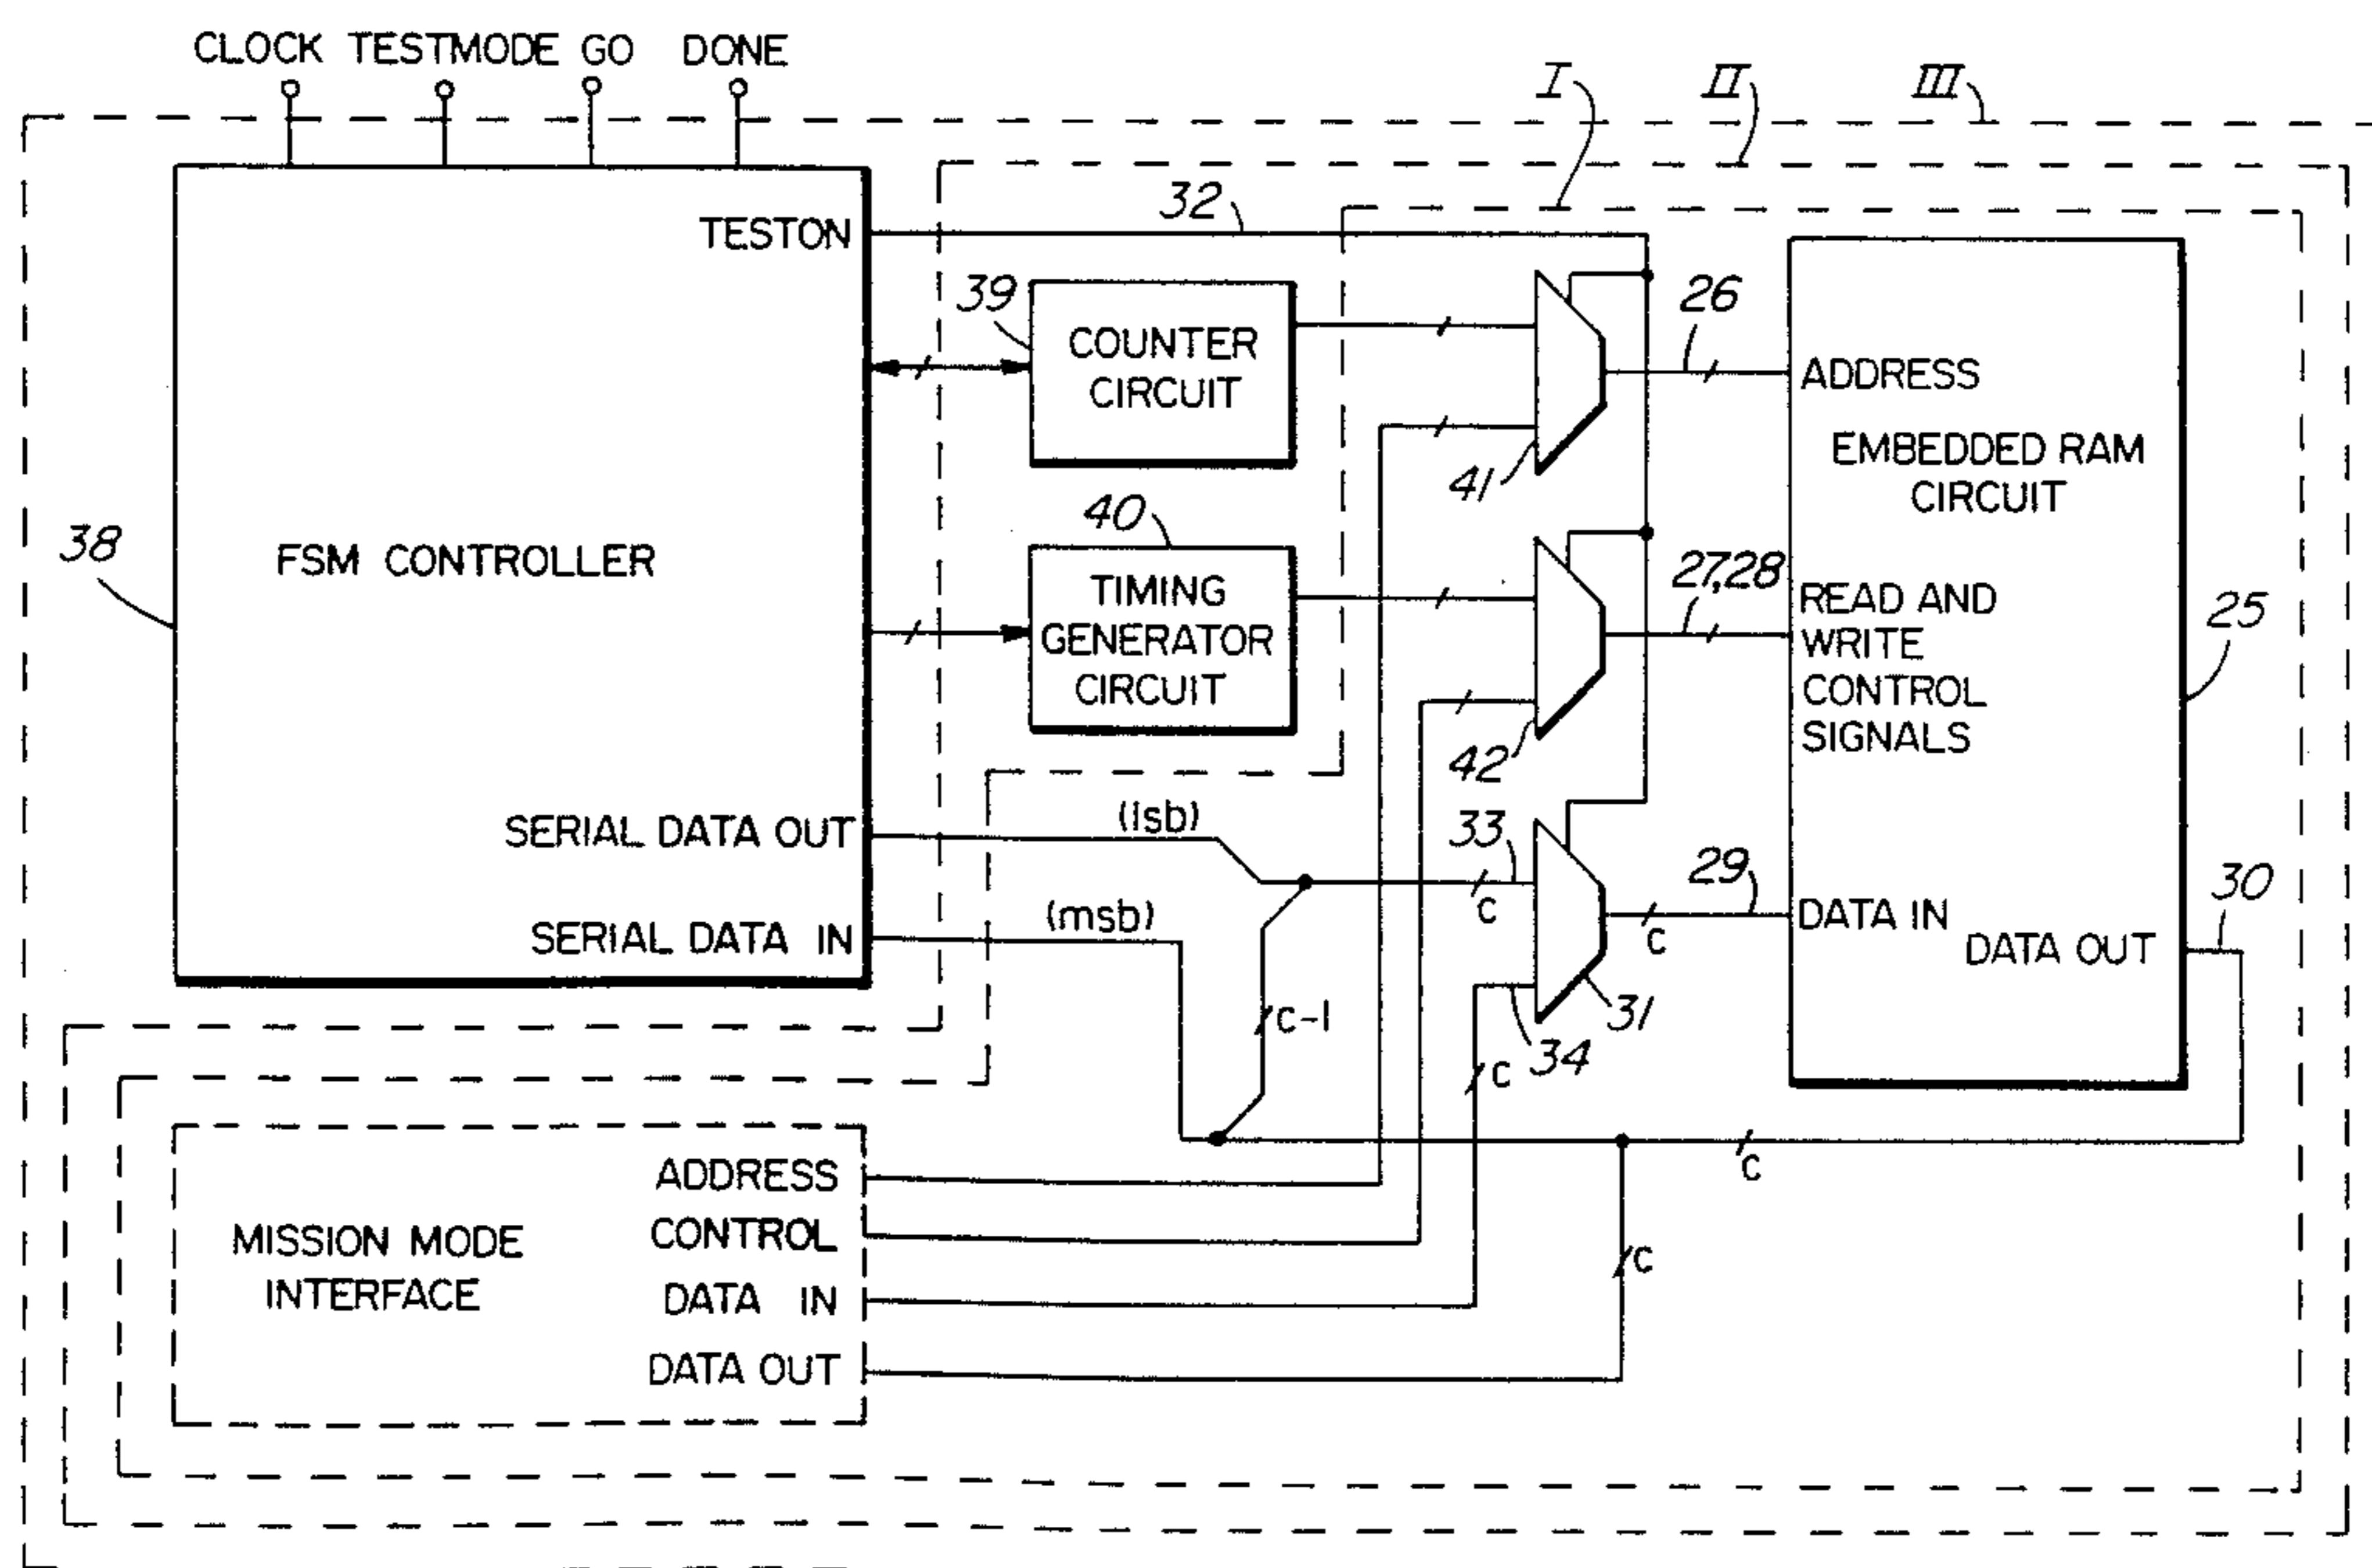 CLOCK TESTMODE GO DONE
I
II
III
TESTON
32
39
COUNTER
CIRCUIT
26
ADDRESS
EMBEDDED RAM
CIRCUIT
41
38
FSM CONTROLLER
40
TIMING
GENERATOR
CIRCUIT
27,28
READ AND
WRITE
CONTROL
SIGNALS
25
42
SERIAL DATA OUT
(lsb)
33
c
29
c
DATA IN
DATA OUT
30
SERIAL DATA IN
(msb)
c-1
31
34
c
c
c
MISSION MODE
INTERFACE
ADDRESS
CONTROL
DATA IN
DATA OUT